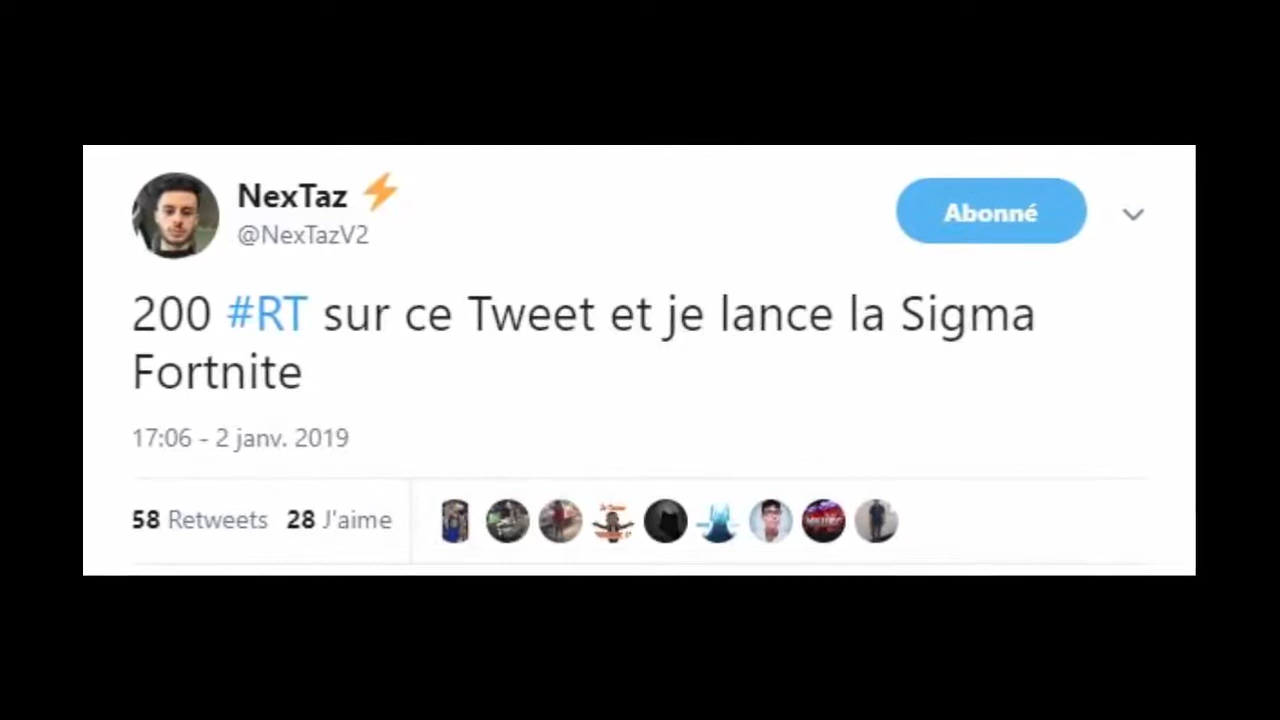 NexTaz ⚡
@NexTazV2
Abonné
200 #RT sur ce Tweet et je lance la Sigma
Fortnite
17:06 - 2 janv. 2019
58 Retweets 28 J'aime